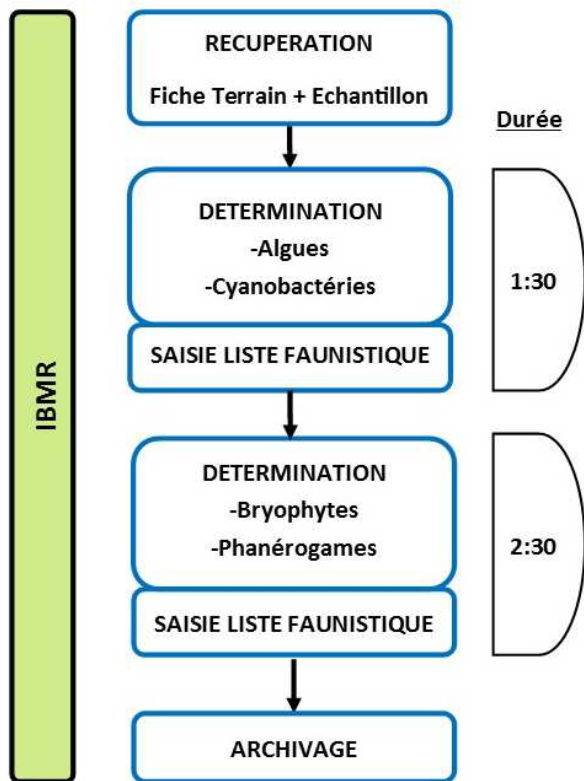 IBMR
RECUPERATION
Fiche Terrain + Echantillon
Durée
DETERMINATION
-Algues
-Cyanobactéries
1:30
SAISIE LISTE FAUNISTIQUE
DETERMINATION
-Bryophytes
-Phanérogames
2:30
SAISIE LISTE FAUNISTIQUE
ARCHIVAGE